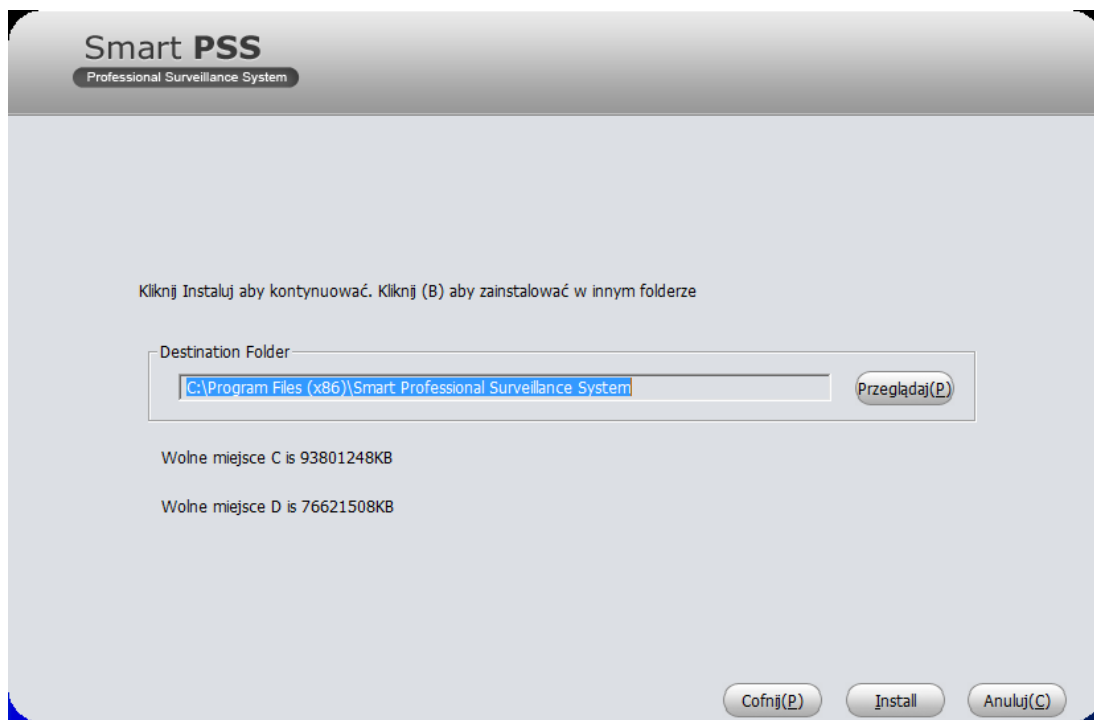 Smart PSS
Professional Surveillance System
Kliknij Instaluj aby kontynuować. Kliknij (B) aby zainstalować w innym folderze
Destination Folder
C:\Program Files (x86)\Smart Professional Surveillance System
Przeglądaj(P)
Wolne miejsce C is 93801248KB
Wolne miejsce D is 76621508KB
Cofnij(P)
Install
Anuluj(C)